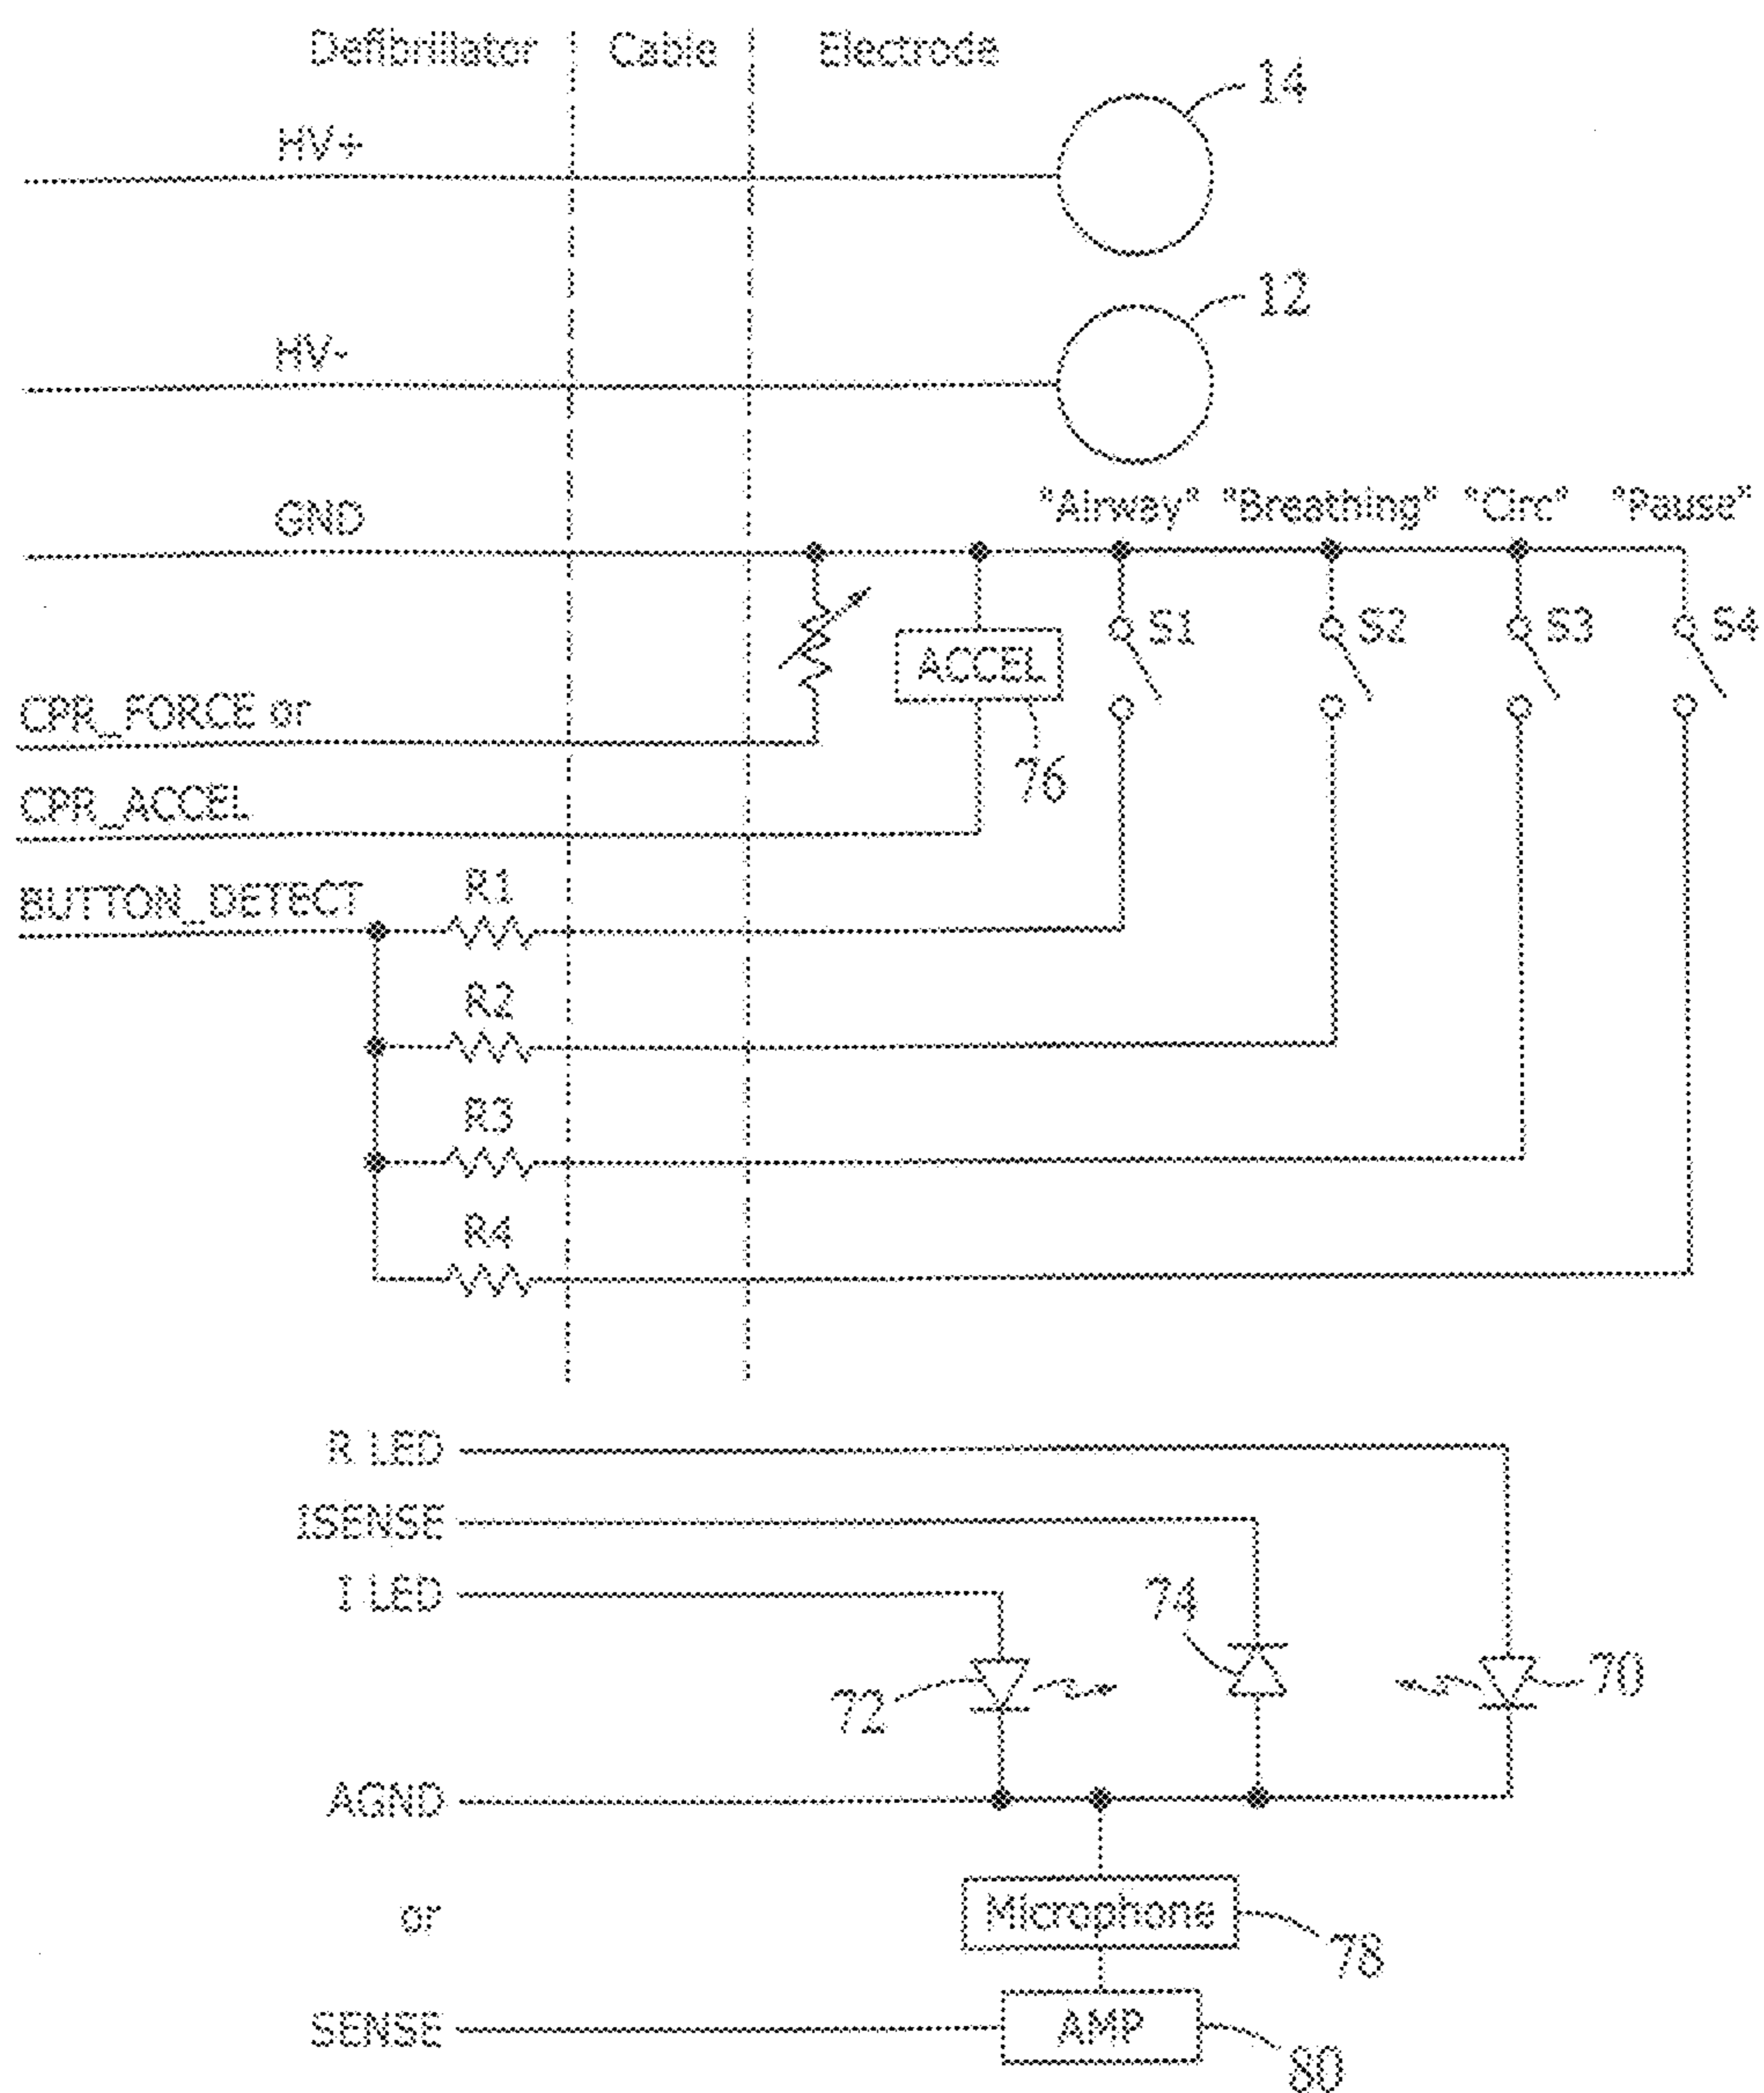 Defibrillator Cable Electrode
14
HV+
12
HV-
"Airway" "Breathing" "Circ" "Pause"
GND
S1 S2 S3 S4
ACCEL
CPR_FORCE or
76
CPR_ACCEL
BUTTON_DETECT R1
R2
R3
R4
R LED
ISENSE
I LED
74
72
70
AGND
or
Microphone
78
SENSE
AMP
80